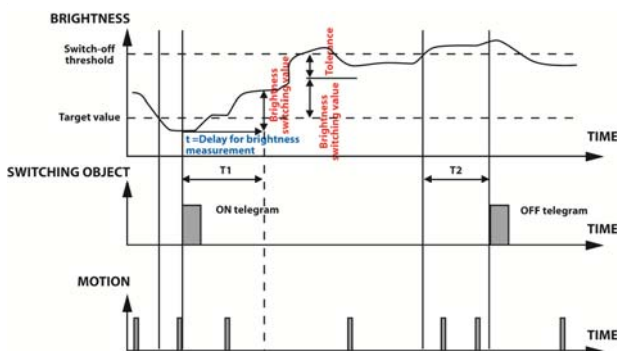 BRIGHTNESS
Switch-off
threshold
Target value
Brightness
switching value
Tolerance
Brightness
switching value
t =Delay for brightness
measurement
TIME
SWITCHING OBJECT
T1
T2
ON telegram
OFF telegram
TIME
MOTION
TIME